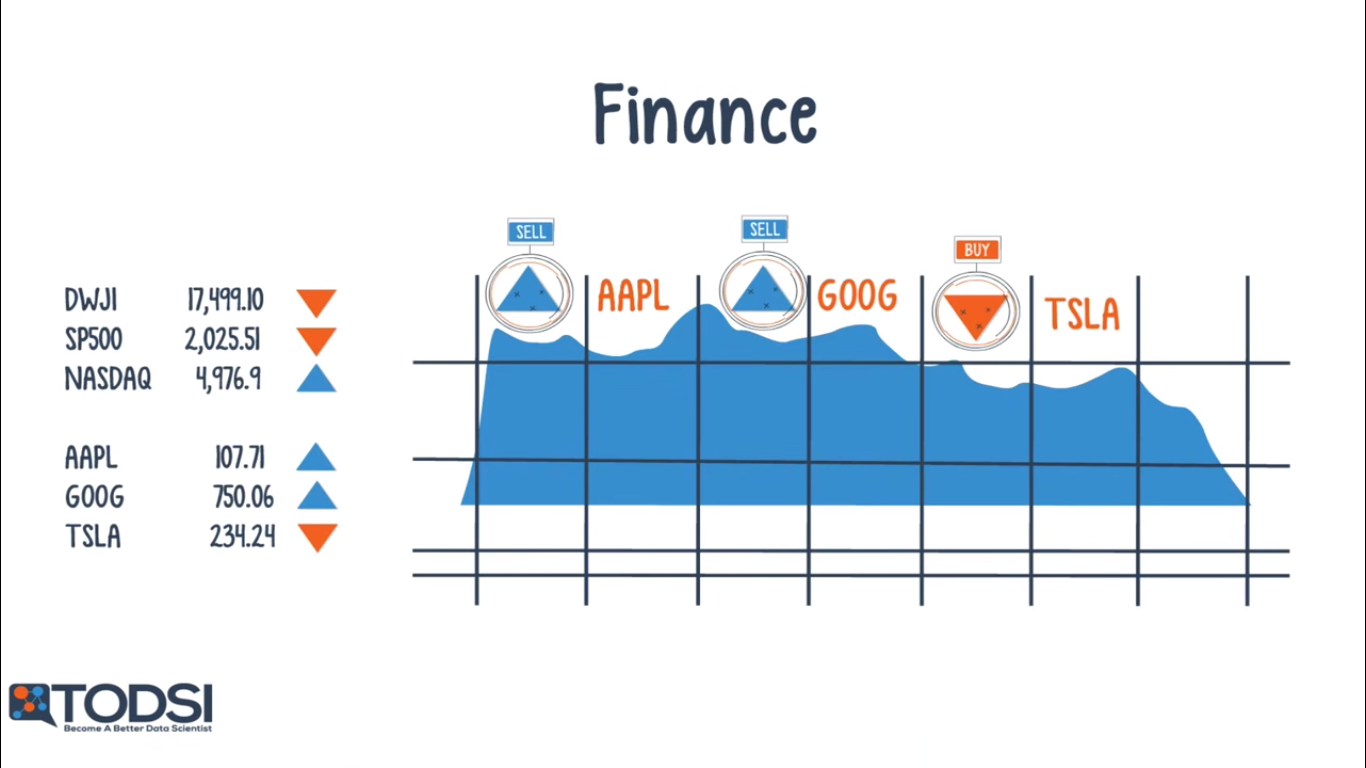 Finance
SELL
SELL
BUY
AAPL
GOOG
TSLA
DWJI 17,499.10
SP500 2,025.51
NASDAQ 4,976.9
AAPL 107.71
GOOG 750.06
TSLA 234.24
TODSI
Become A Better Data Scientist